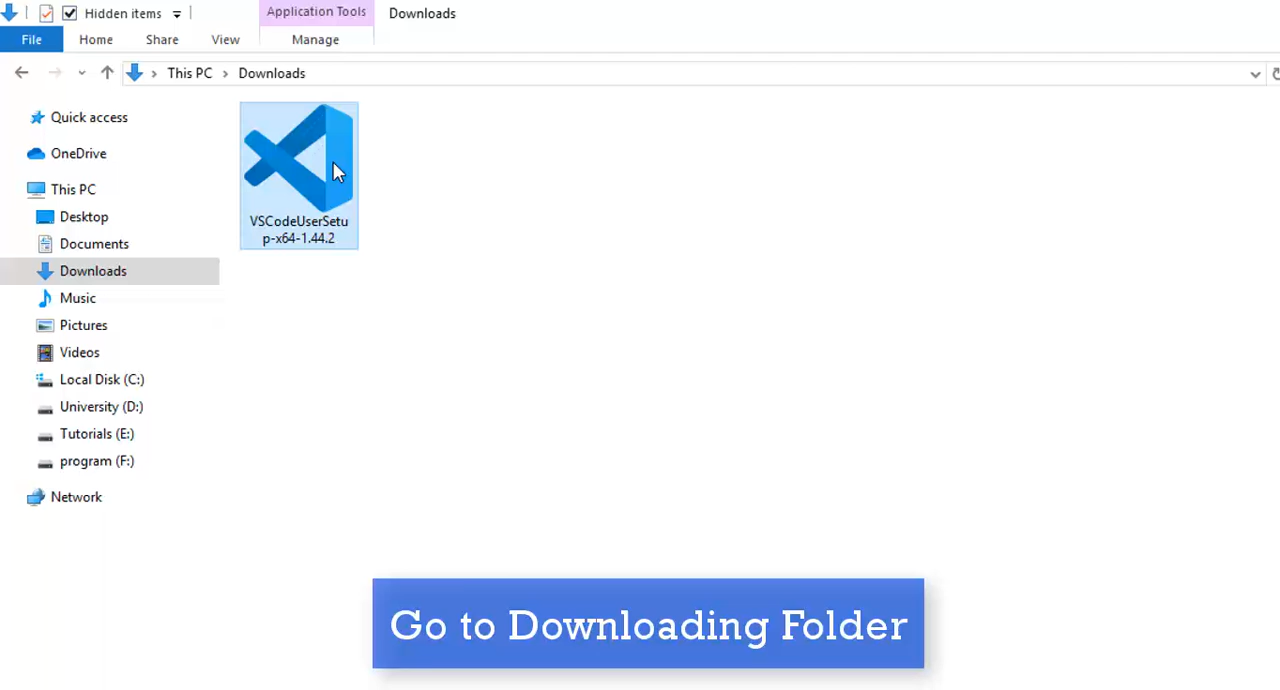 Hidden items
Application Tools
Downloads
File
Home
Share
View
Manage
This PC
Downloads
Quick access
OneDrive
This PC
Desktop
Documents
Downloads
Music
Pictures
Videos
Local Disk (C:)
University (D:)
Tutorials (E:)
program (F:)
Network
VSCodeUserSetu
p-x64-1.44.2
Go to Downloading Folder